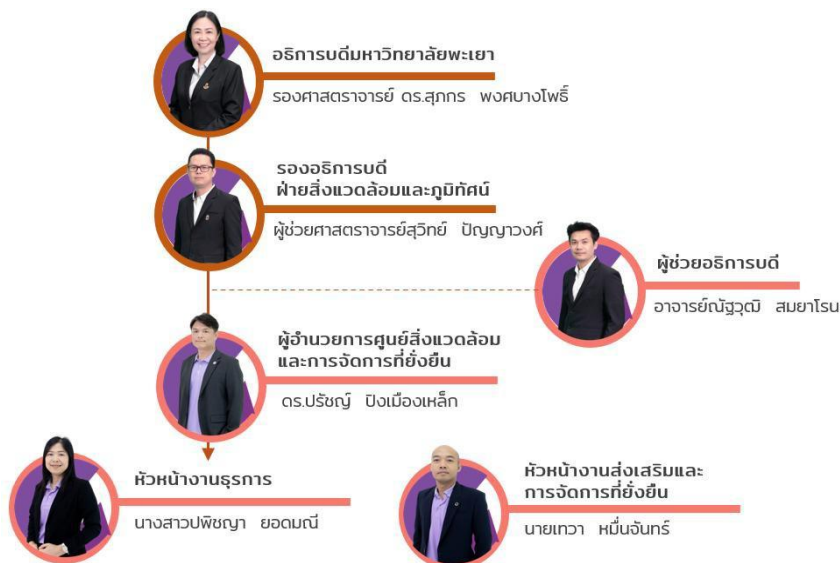 อธิการบดีมหาวิทยาลัยพะเยา
รองศาสตราจารย์ ดร.สุภกร พงศบางโพธิ์
รองอธิการบดี
ฝ่ายสิ่งแวดล้อมและภูมิทัศน์
ผู้ช่วยศาสตราจารย์สุวิทย์ ปัญญาวงศ์
ผู้ช่วยอธิการบดี
อาจารย์ณัฐวุฒิ สมยาโรน
ผู้อำนวยการศูนย์สิ่งแวดล้อม
และการจัดการที่ยั่งยืน
ดร.ปรัชญ์ ปิงเมืองเหล็ก
หัวหน้างานธุรการ
นางสาวปพิชญา ยอดมณี
หัวหน้างานส่งเสริมและ
การจัดการที่ยั่งยืน
นายเทวา หมื่นจันทร์